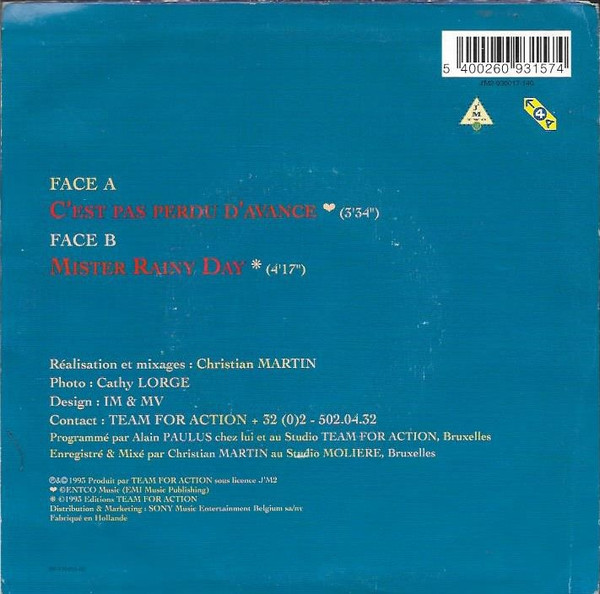 5 400260 931574
J'M
T4A
FACE A
C'EST PAS PERDU D'AVANCE ❤ (3'34")
FACE B
MISTER RAINY DAY * (4'17")
Réalisation et mixages : Christian MARTIN
Photo : Cathy LORGE
Design : IM & MV
Contact : TEAM FOR ACTION + 32 (0)2 - 502.04.32
Programmé par Alain PAULUS chez lui et au Studio TEAM FOR ACTION, Bruxelles
Enregistré & Mixé par Christian MARTIN au Studio MOLIERE, Bruxelles
℗&© 1993 Produit par TEAM FOR ACTION sous licence J'M2
❤ ©ENTCO Music (EMI Music Publishing)
* ©1993 Editions TEAM FOR ACTION
Distribution & Marketing : SONY Music Entertainment Belgium sa/nv
Fabriqué en Hollande